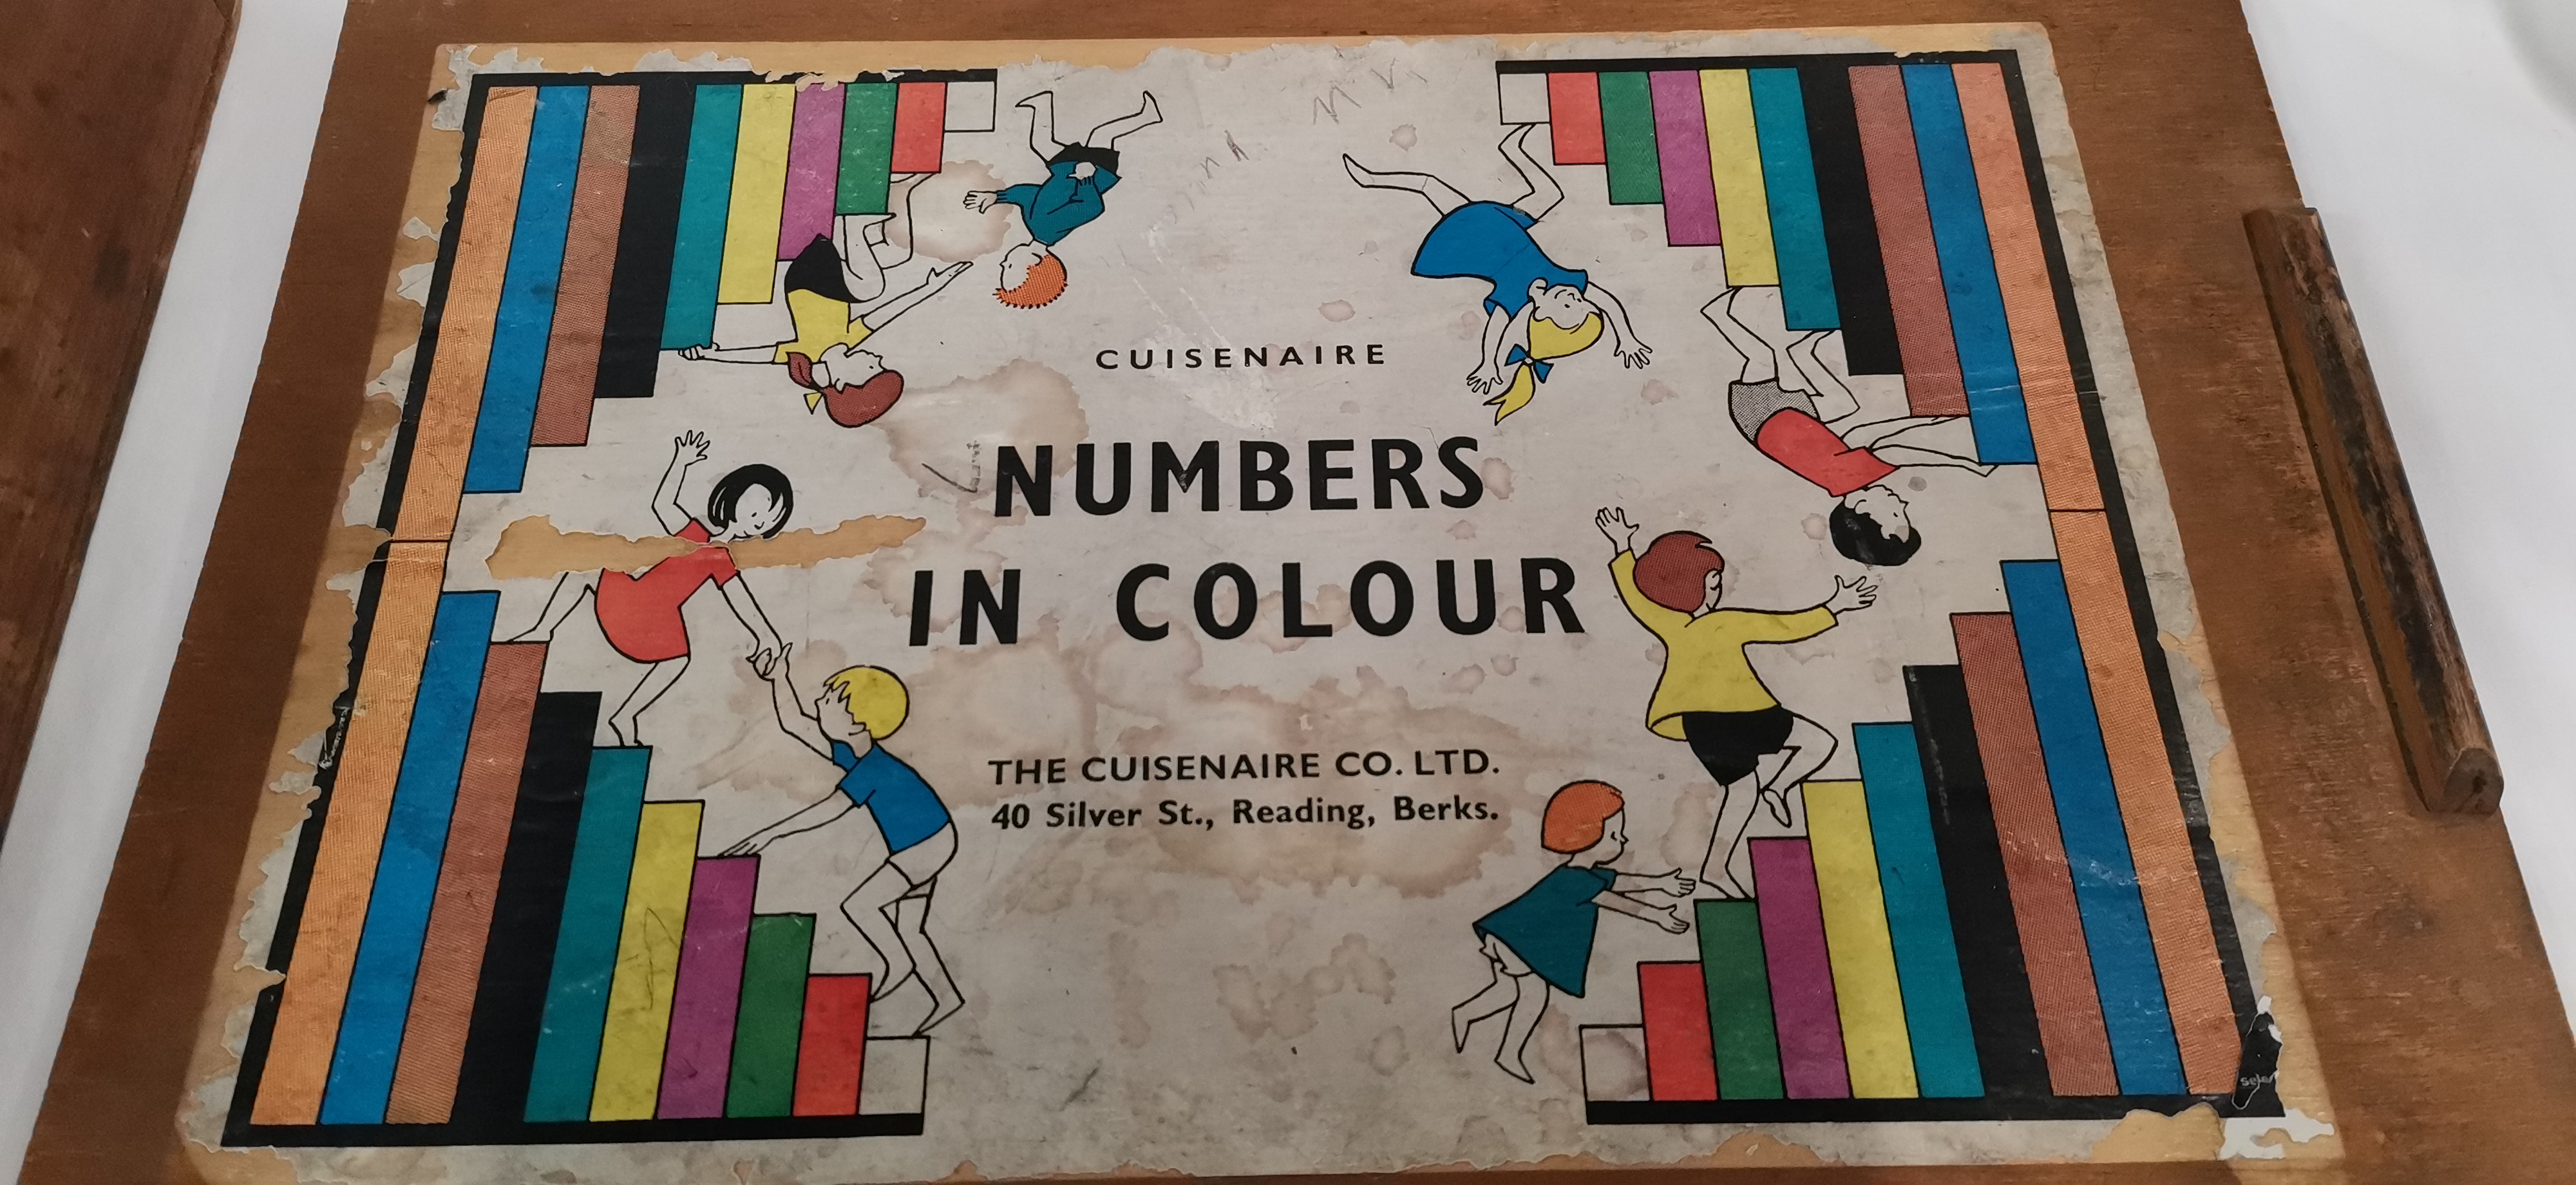 CUISENAIRE
NUMBERS
IN COLOUR
THE CUISENAIRE CO. LTD.
40 Silver St., Reading, Berks.